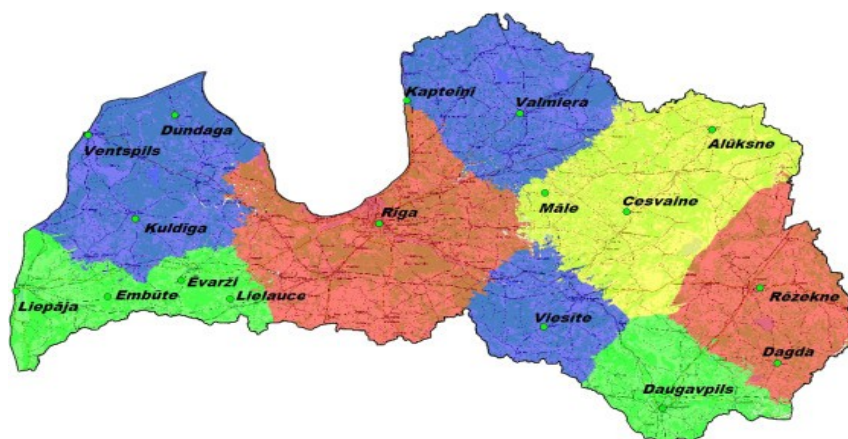 Kapteiņi
Valmiera
Dundaga
Ventspils
Alūksne
Māle
Cesvaine
Rīga
Kuldīga
Ēvarži
Embūte
Lielauce
Liepāja
Rēzekne
Viesīte
Dagda
Daugavpils